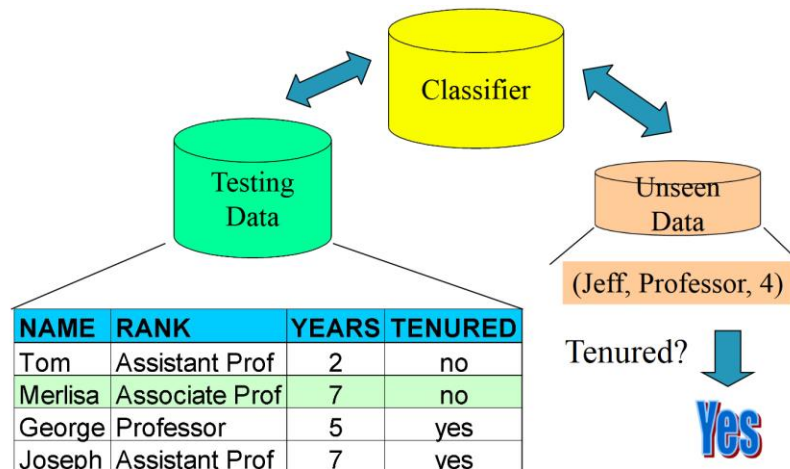 Classifier
Testing
Data
Unseen
Data
(Jeff, Professor, 4)
NAME RANK YEARS TENURED
Tom Assistant Prof 2 no
Merlisa Associate Prof 7 no
George Professor 5 yes
Joseph Assistant Prof 7 yes
Tenured?
Yes